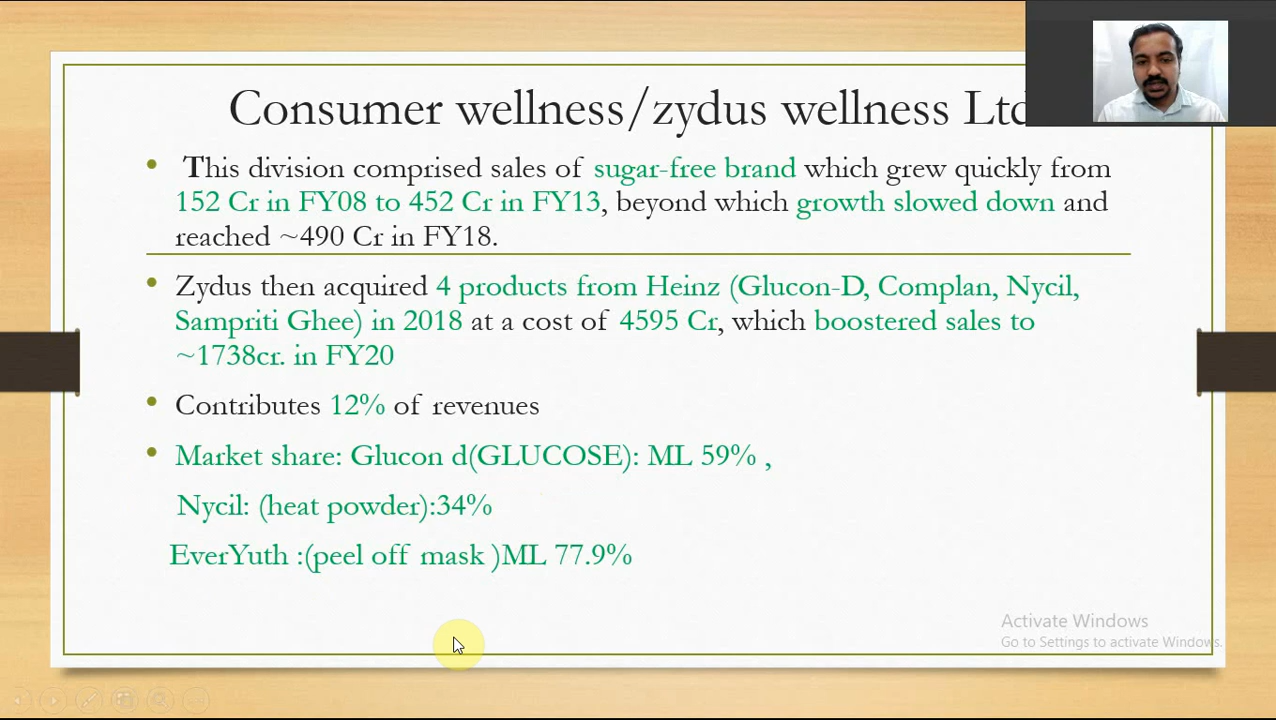 Consumer wellness/zydus wellness Ltd
• This division comprised sales of sugar-free brand which grew quickly from
152 Cr in FY08 to 452 Cr in FY13, beyond which growth slowed down and
reached ~490 Cr in FY18.
• Zydus then acquired 4 products from Heinz (Glucon-D, Complan, Nycil,
Sampriti Ghee) in 2018 at a cost of 4595 Cr, which boostered sales to
~1738cr. in FY20
• Contributes 12% of revenues
• Market share: Glucon d(GLUCOSE): ML 59% ,
Nycil: (heat powder):34%
EverYuth :(peel off mask )ML 77.9%
Activate Windows
Go to Settings to activate Windows.